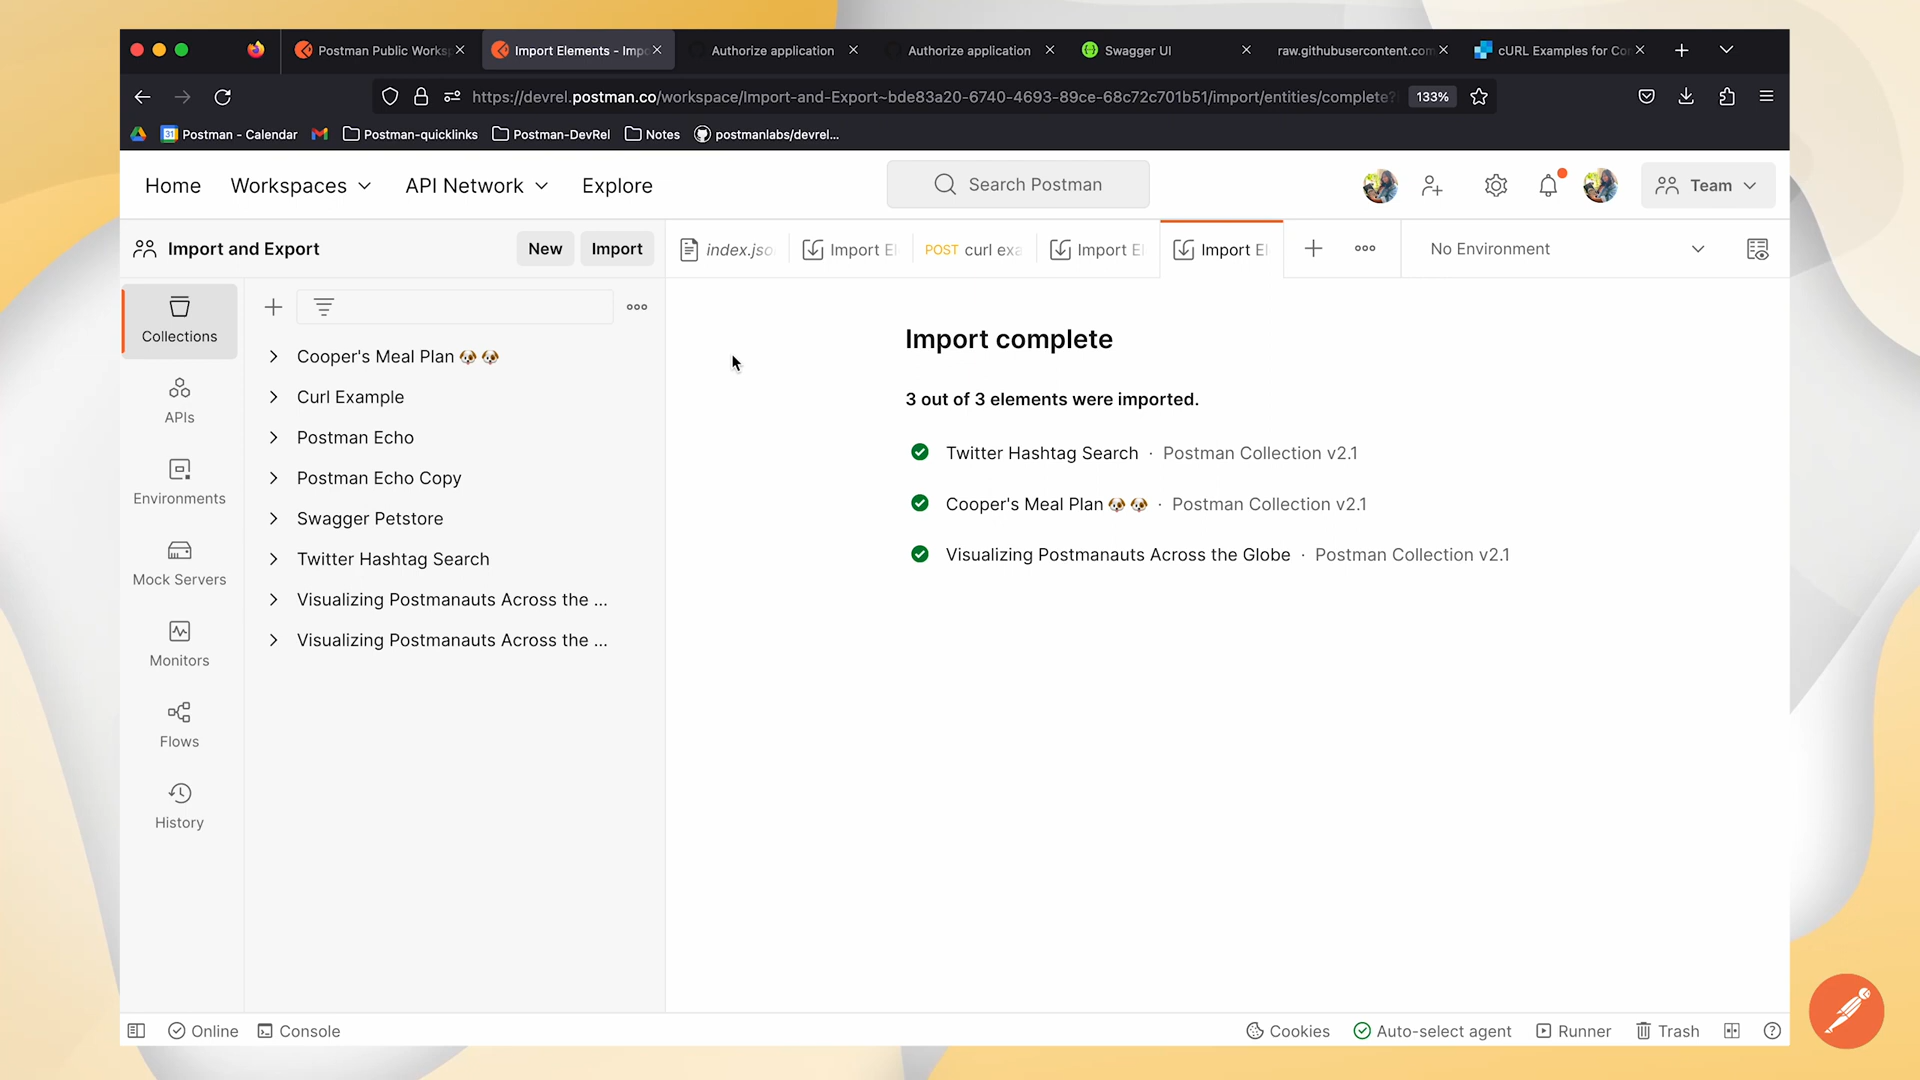 Postman Public Works
Import Elements - Imp
Authorize application
Authorize application
Swagger UI
raw.githubusercontent.com
cURL Examples for Co
https://devrel.postman.co/workspace/Import-and-Export~bde83a20-6740-4693-89ce-68c72c701b51/import/entities/complete?
133%
31
Postman - Calendar
Postman-quicklinks
Postman-DevRel
Notes
postmanlabs/devrel...
Home
Workspaces
API Network
Explore
Search Postman
Team
Import and Export
New
Import
index.jso
Import El
POST curl exa
Import El
Import El
No Environment
Collections
APIs
Environments
Mock Servers
Monitors
Flows
History
Cooper's Meal Plan 🐶 🐶
Curl Example
Postman Echo
Postman Echo Copy
Swagger Petstore
Twitter Hashtag Search
Visualizing Postmanauts Across the ...
Visualizing Postmanauts Across the ...
Import complete
3 out of 3 elements were imported.
Twitter Hashtag Search · Postman Collection v2.1
Cooper's Meal Plan 🐶 🐶 · Postman Collection v2.1
Visualizing Postmanauts Across the Globe · Postman Collection v2.1
Online
Console
Cookies
Auto-select agent
Runner
Trash